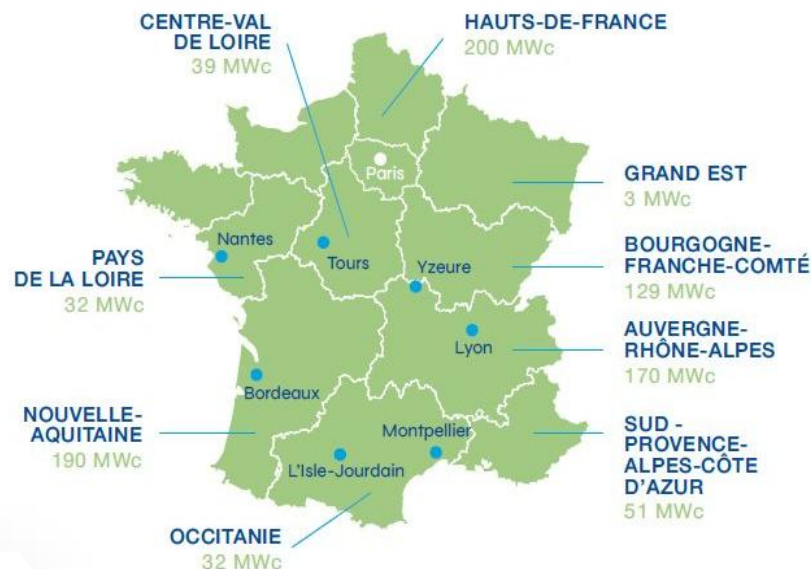 CENTRE-VAL
DE LOIRE
39 MWc
HAUTS-DE-FRANCE
200 MWc
Paris
GRAND EST
3 MWc
Nantes
Tours
Yzeure
BOURGOGNE-
FRANCHE-COMTÉ
129 MWc
PAYS
DE LA LOIRE
32 MWc
Lyon
AUVERGNE-
RHÔNE-ALPES
170 MWc
Bordeaux
NOUVELLE-
AQUITAINE
190 MWc
Montpellier
L'Isle-Jourdain
SUD -
PROVENCE-
ALPES-CÔTE
D'AZUR
51 MWc
OCCITANIE
32 MWc